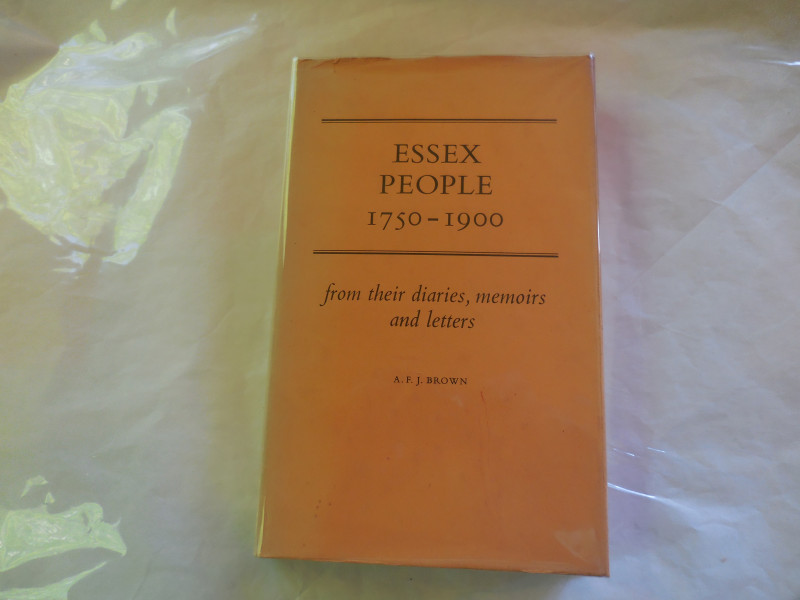 ESSEX
PEOPLE
1750–1900
from their diaries, memoirs
and letters
A. F. J. BROWN